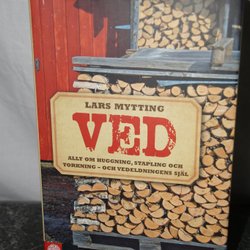 LARS MYTTING
VED
ALLT OM HUGGNING, STAPLING OCH
TORKNING – OCH VEDELDNINGENS SJÄL